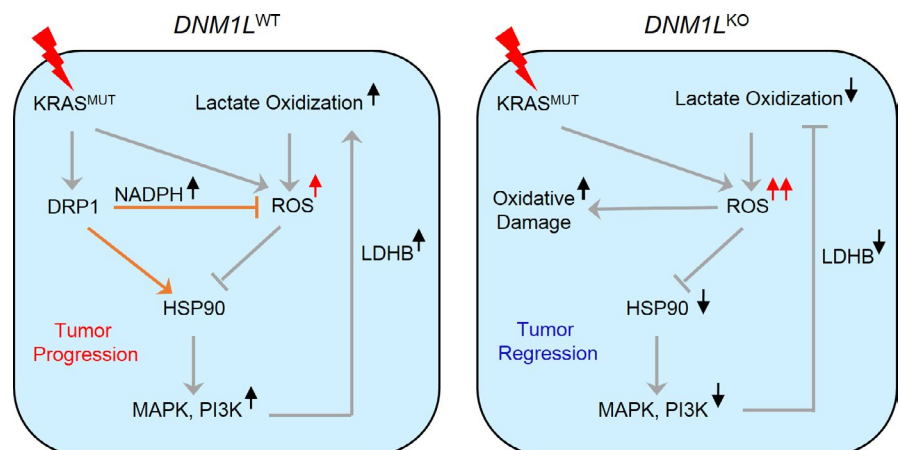 DNM1L^WT
KRAS^MUT
Lactate Oxidization
NADPH
DRP1
ROS
LDHB
HSP90
Tumor
Progression
MAPK, PI3K
DNM1L^KO
KRAS^MUT
Lactate Oxidization
Oxidative
Damage
ROS
LDHB
HSP90
Tumor
Regression
MAPK, PI3K